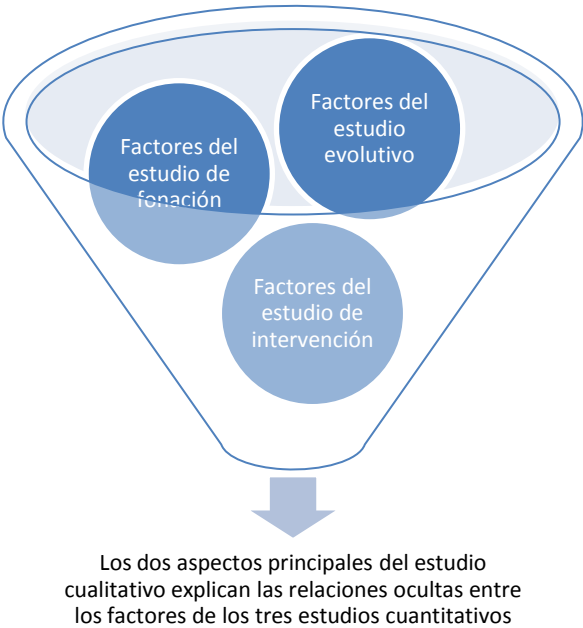 Factores del
estudio de
fonación
Factores del
estudio
evolutivo
Factores del
estudio de
intervención
Los dos aspectos principales del estudio
cualitativo explican las relaciones ocultas entre
los factores de los tres estudios cuantitativos